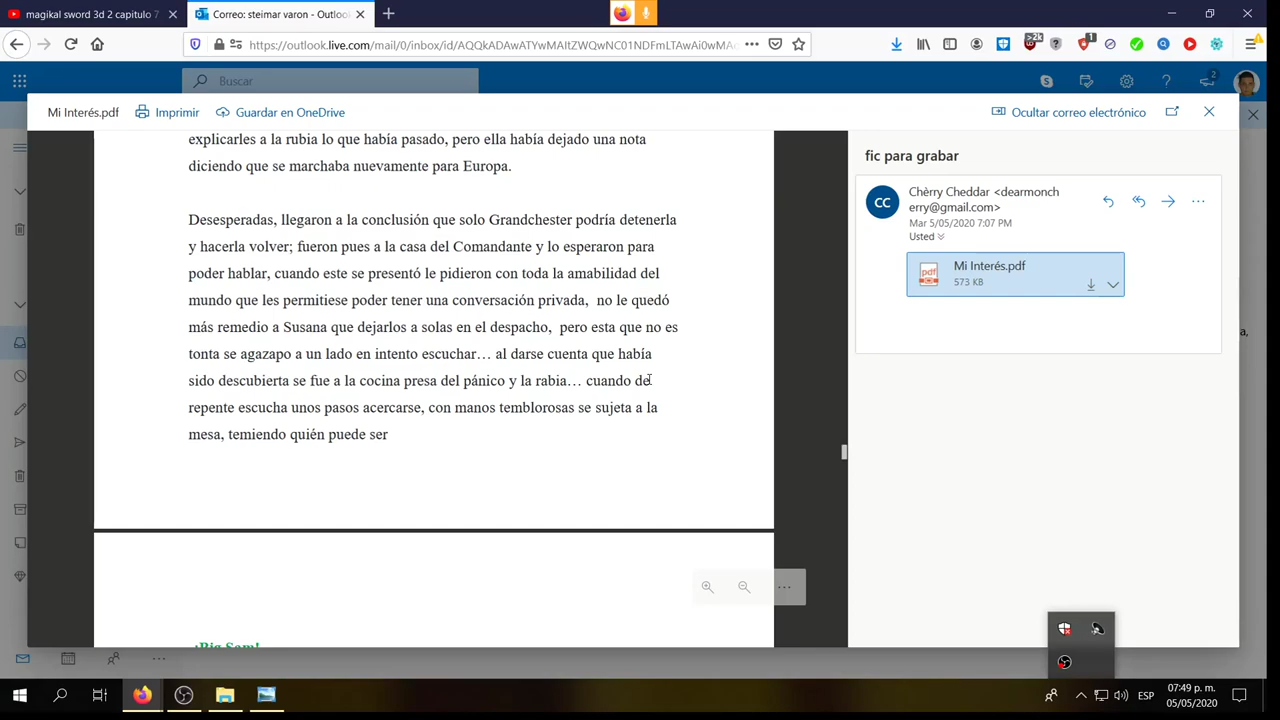 magikal sword 3d 2 capitulo 7
Correo: steimar varon - Outlook
https://outlook.live.com/mail/0/inbox/id/AQQkADAwATYwMAItZWQwNC01NDFmLTAwAi0wMAo
>2k
1
Buscar
2
Mi Interés.pdf
Imprimir
Guardar en OneDrive
Ocultar correo electrónico
explicarles a la rubia lo que había pasado, pero ella había dejado una nota
diciendo que se marchaba nuevamente para Europa.
Desesperadas, llegaron a la conclusión que solo Grandchester podría detenerla
y hacerla volver; fueron pues a la casa del Comandante y lo esperaron para
poder hablar, cuando este se presentó le pidieron con toda la amabilidad del
mundo que les permitiese poder tener una conversación privada, no le quedó
más remedio a Susana que dejarlos a solas en el despacho, pero esta que no es
tonta se agazapo a un lado en intento escuchar… al darse cuenta que había
sido descubierta se fue a la cocina presa del pánico y la rabia… cuando de
repente escucha unos pasos acercarse, con manos temblorosas se sujeta a la
mesa, temiendo quién puede ser
¡Big Sam!
fic para grabar
CC
Chèrry Cheddar <dearmonch
erry@gmail.com>
Mar 5/05/2020 7:07 PM
Usted
pdf
Mi Interés.pdf
573 KB
ESP
07:49 p. m.
05/05/2020